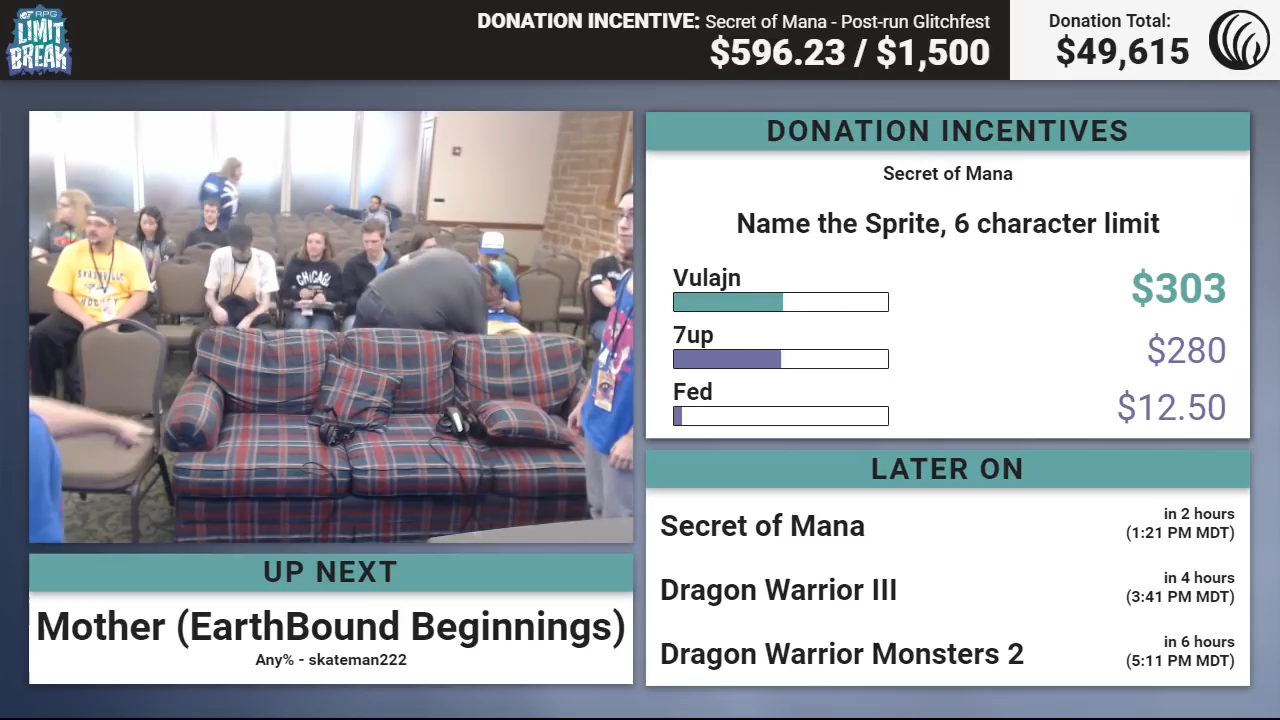 RPG
LIMIT
BREAK
DONATION INCENTIVE: Secret of Mana - Post-run Glitchfest
$596.23 / $1,500
Donation Total:
$49,615
NASHVILLE
HOCKEY
CHICAGO
DONATION INCENTIVES
Secret of Mana
Name the Sprite, 6 character limit
Vulajn
$303
7up
$280
Fed
$12.50
UP NEXT
Mother (EarthBound Beginnings)
Any% - skateman222
LATER ON
Secret of Mana
in 2 hours
(1:21 PM MDT)
Dragon Warrior III
in 4 hours
(3:41 PM MDT)
Dragon Warrior Monsters 2
in 6 hours
(5:11 PM MDT)